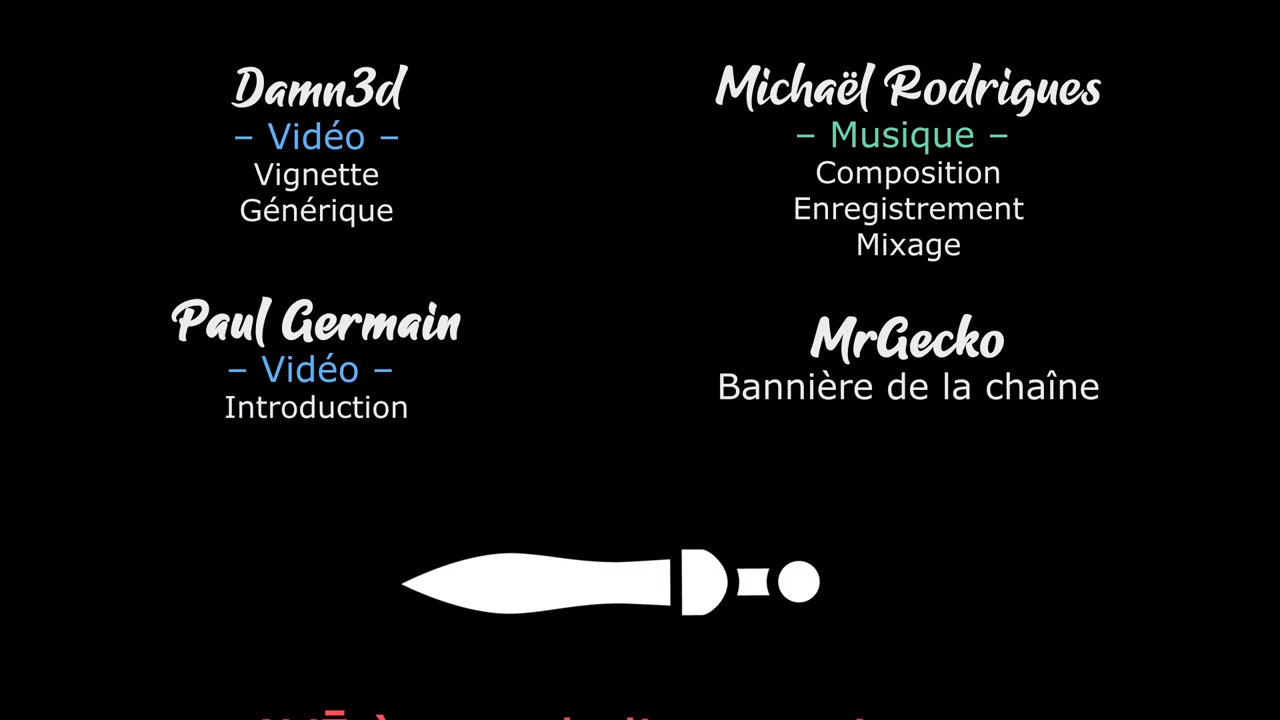 Damn3d
– Vidéo –
Vignette
Générique
Michaël Rodrigues
– Musique –
Composition
Enregistrement
Mixage
Paul Germain
– Vidéo –
Introduction
MrGecko
Bannière de la chaîne